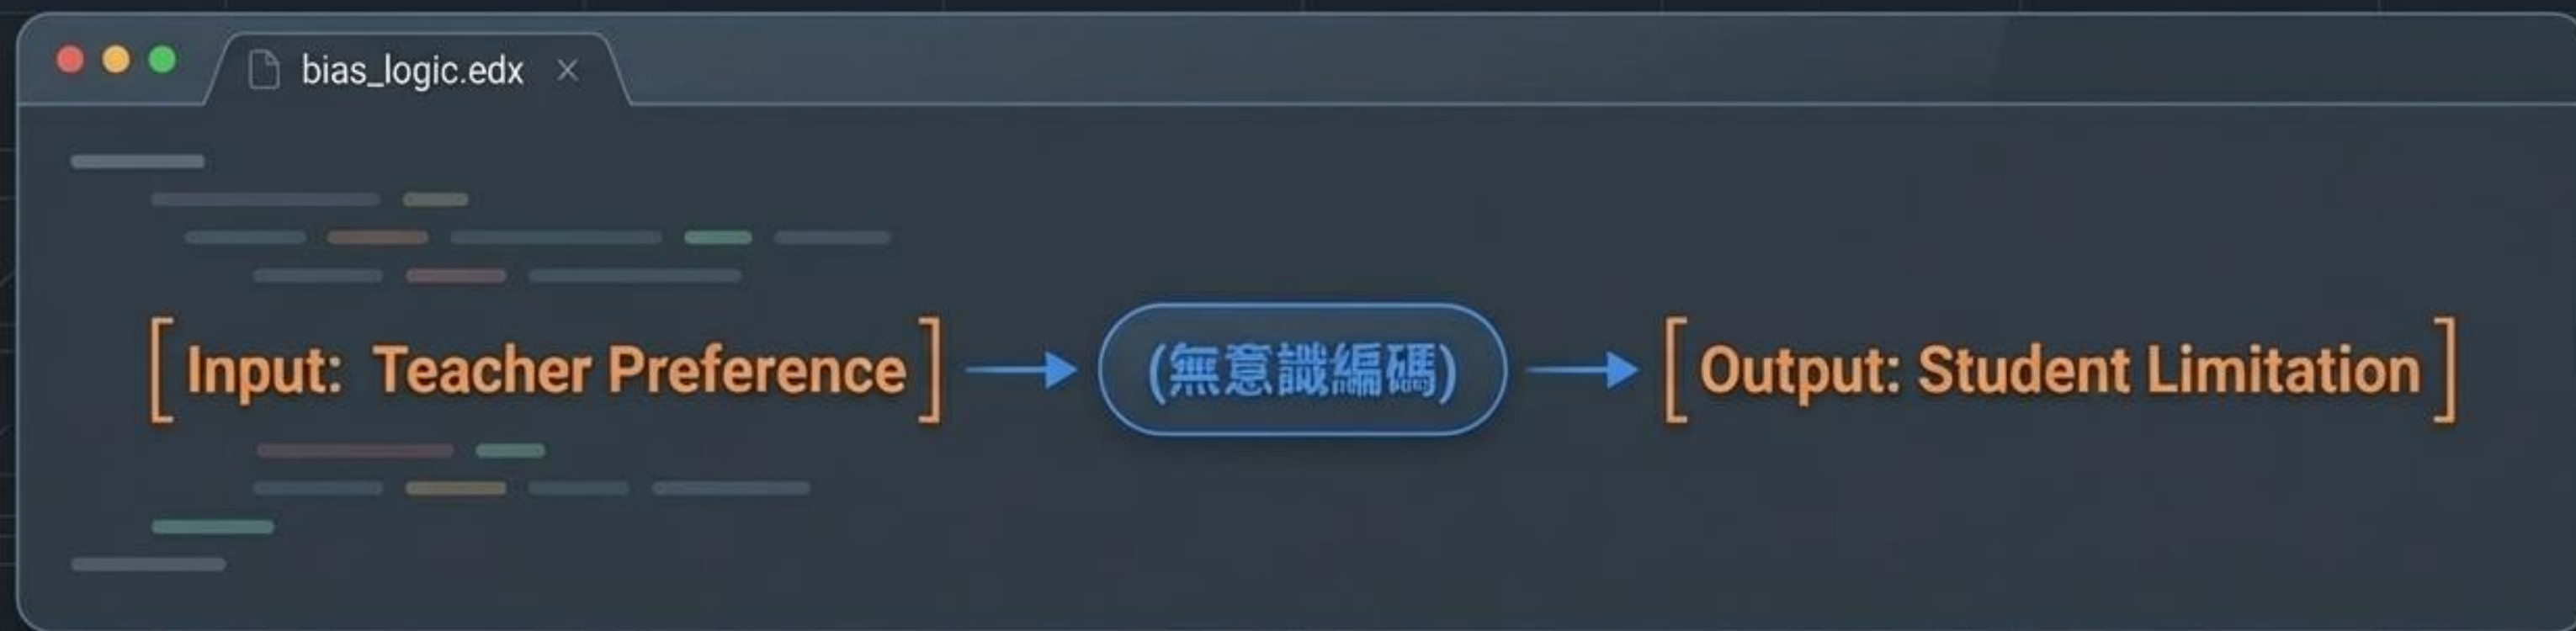 bias_logic.edx
[Input: Teacher Preference] → (無意識編碼) → [Output: Student Limitation]